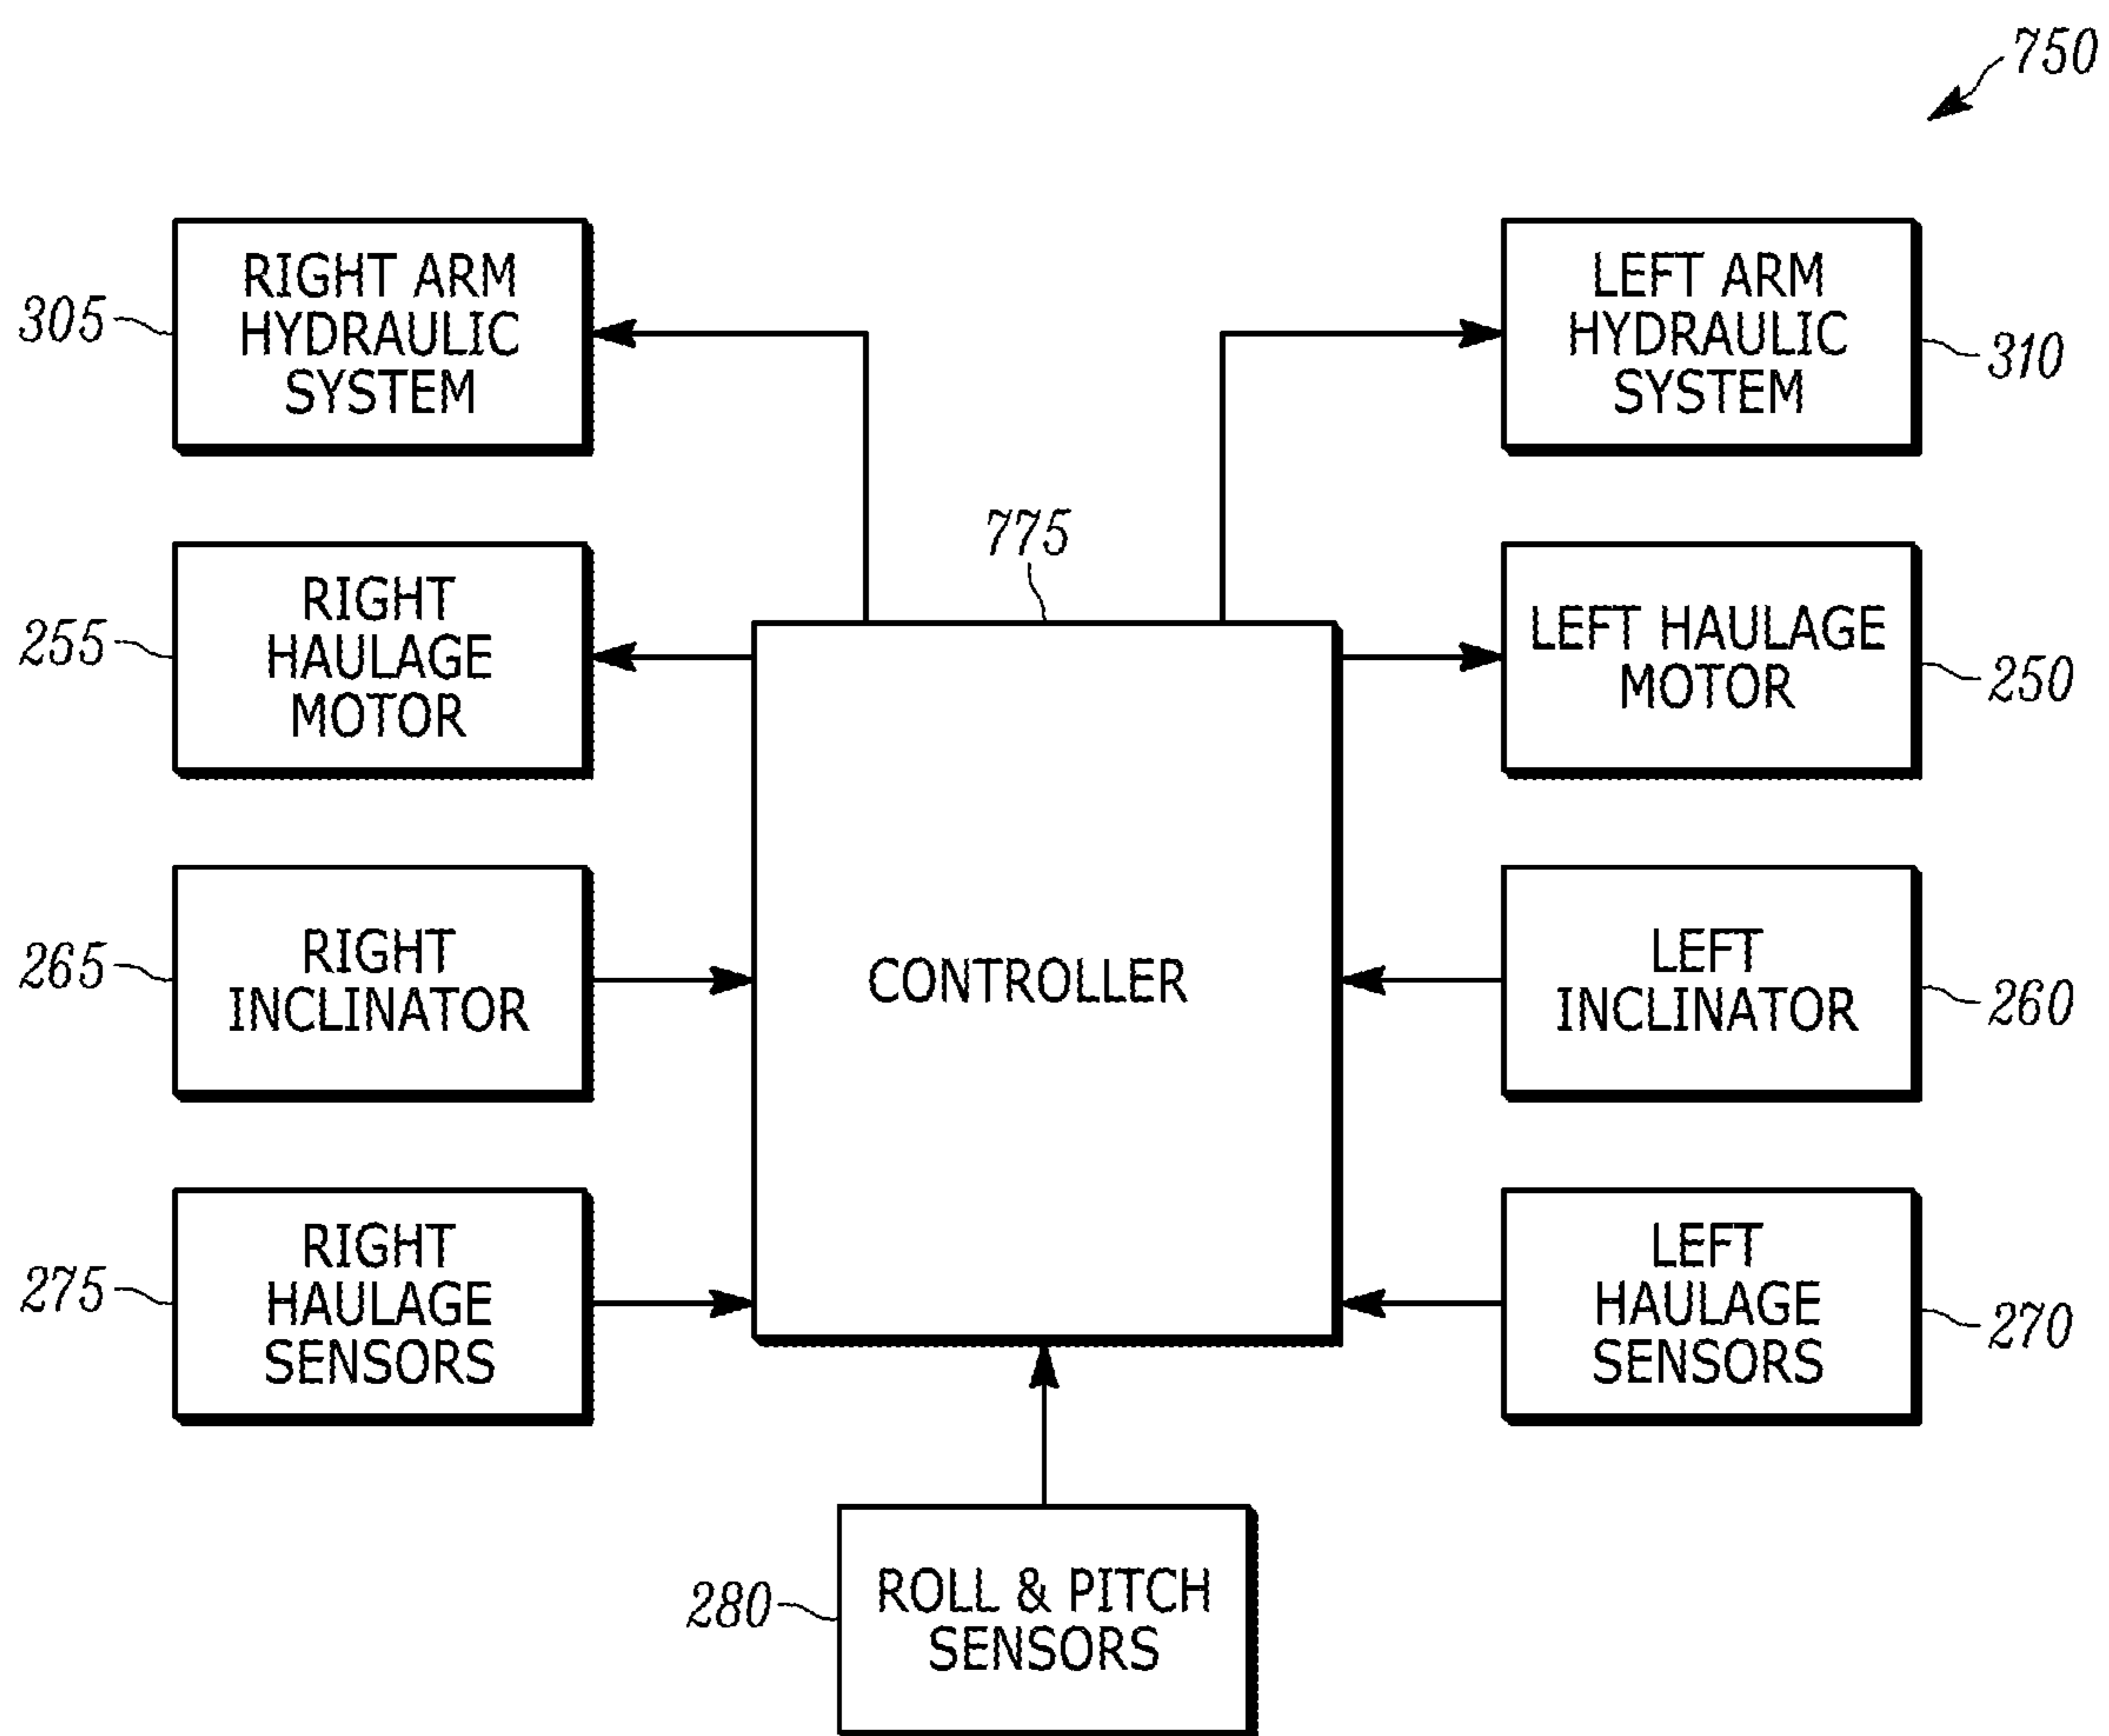 750
RIGHT ARM
HYDRAULIC
SYSTEM
305
LEFT ARM
HYDRAULIC
SYSTEM
310
775
RIGHT
HAULAGE
MOTOR
255
LEFT HAULAGE
MOTOR
250
RIGHT
INCLINATOR
265
CONTROLLER
LEFT
INCLINATOR
260
RIGHT
HAULAGE
SENSORS
275
LEFT
HAULAGE
SENSORS
270
ROLL & PITCH
SENSORS
280